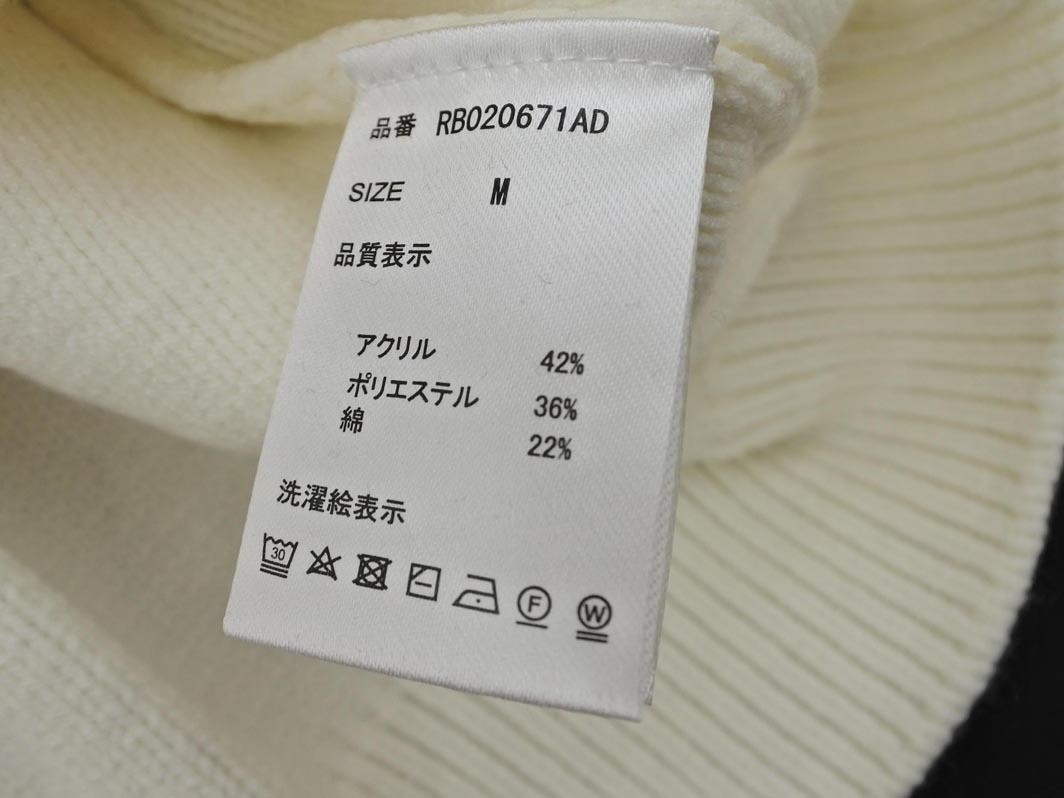 品番 RB020671AD
SIZE M
品質表示
アクリル 42%
ポリエステル 36%
綿 22%
洗濯絵表示
30 F W